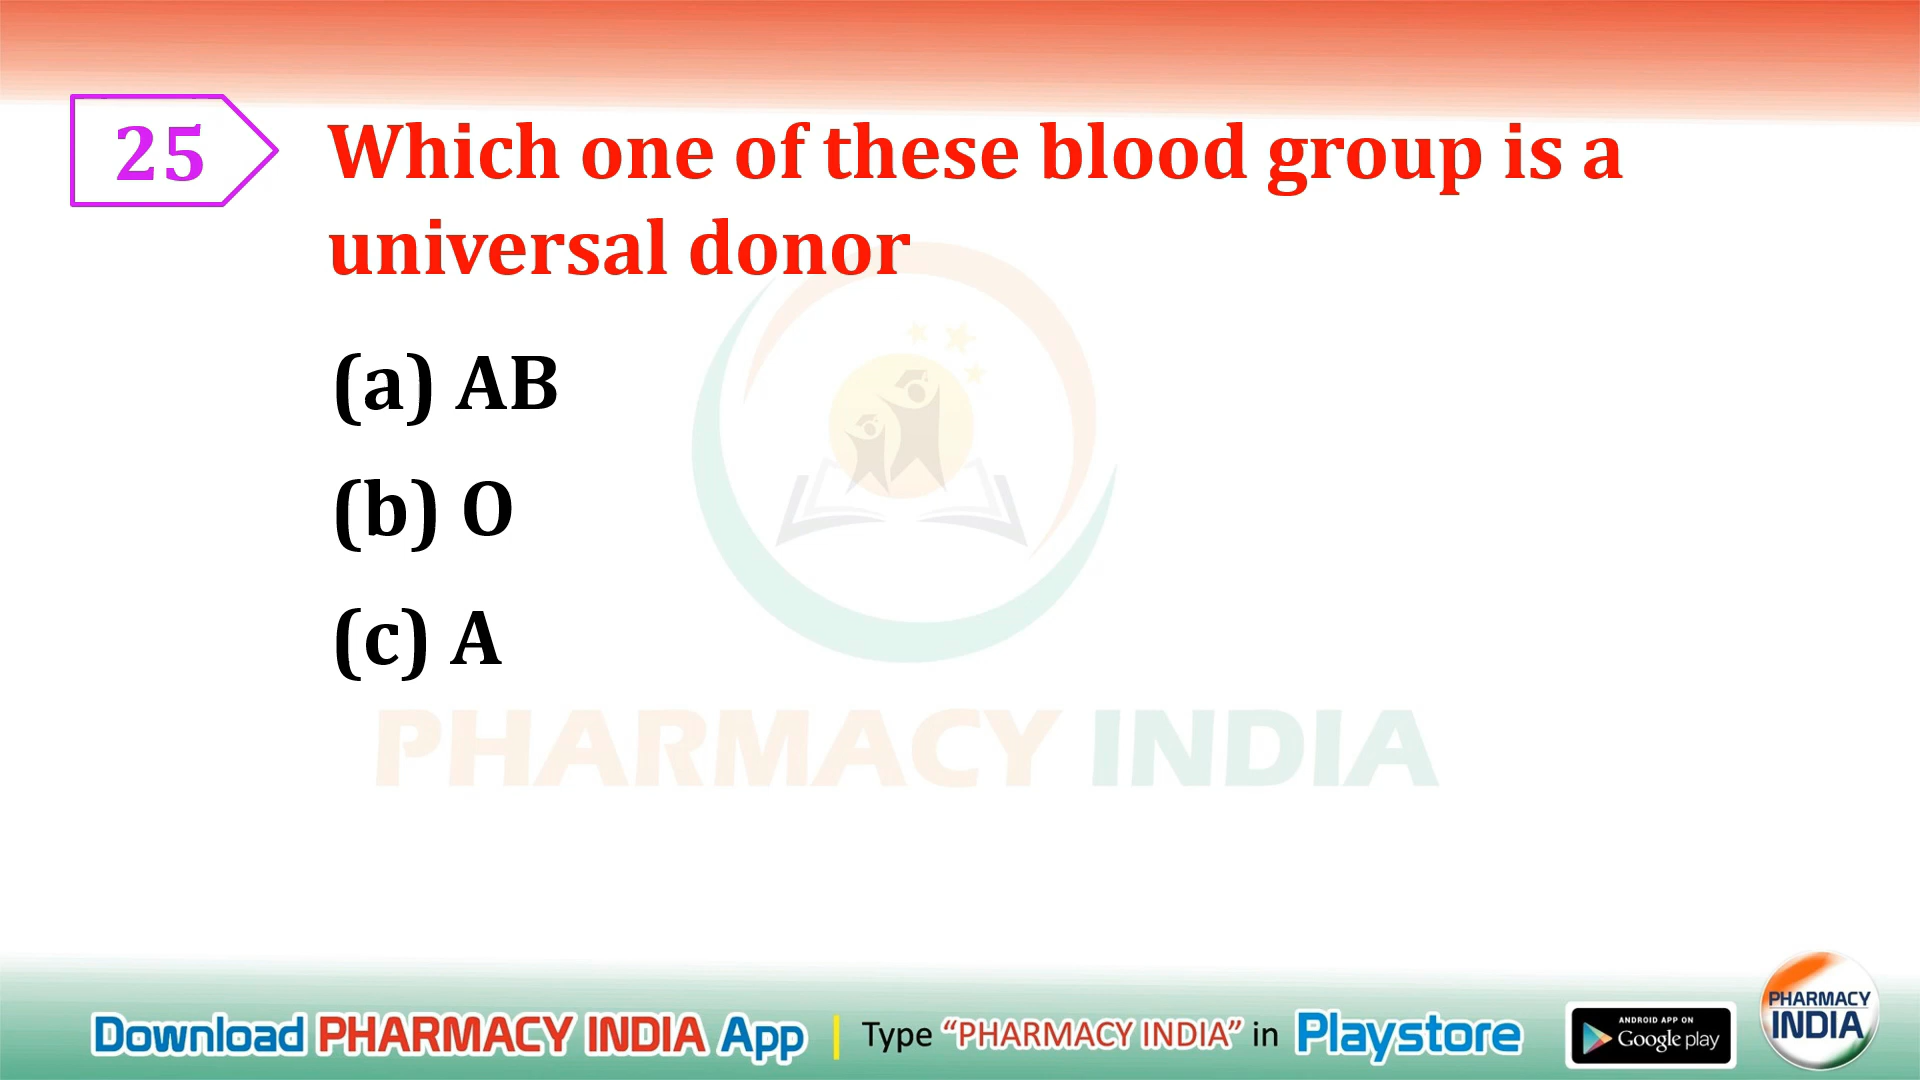 25
Which one of these blood group is a
universal donor
(a) AB
(b) O
(c) A
PHARMACY INDIA
Download PHARMACY INDIA App | Type “PHARMACY INDIA” in Playstore
ANDROID APP ON
Google play
PHARMACY
INDIA